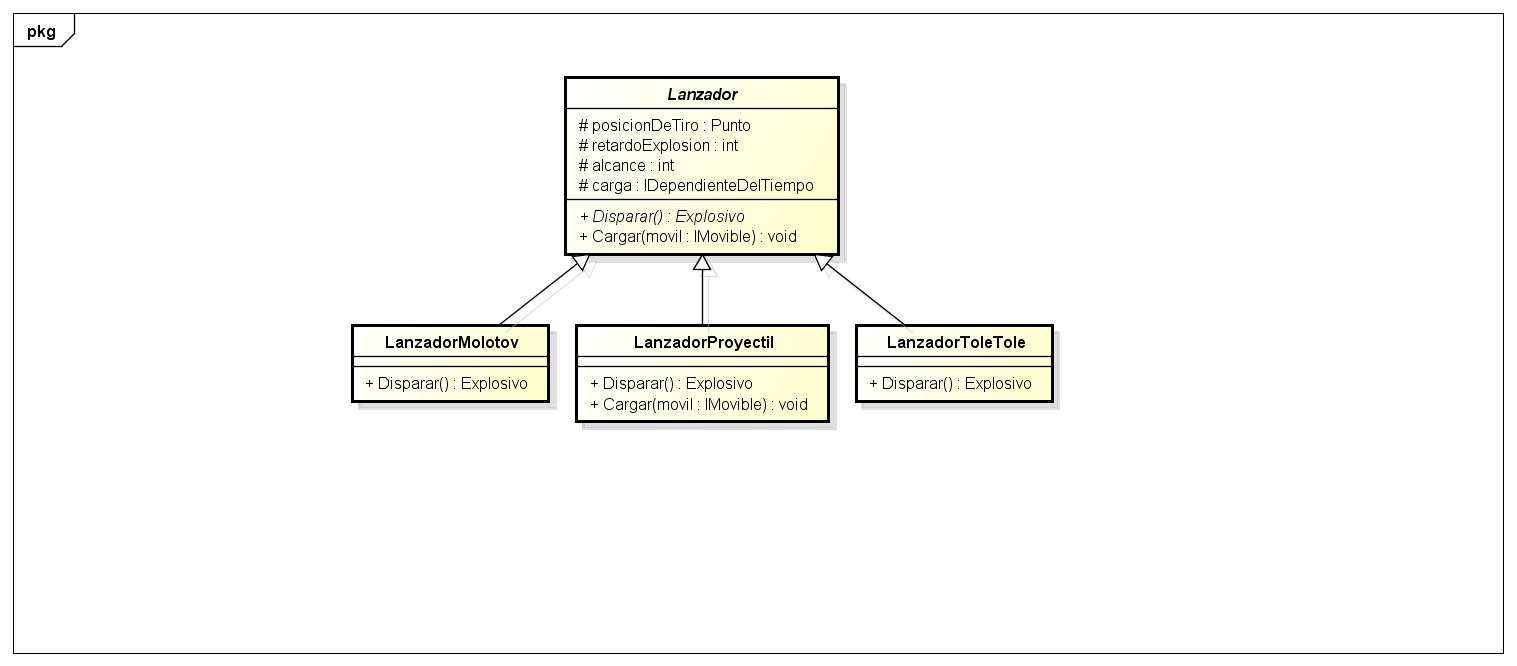 pkg
Lanzador
# posicionDeTiro : Punto
# retardoExplosion : int
# alcance : int
# carga : IDependienteDelTiempo
+ Disparar() : Explosivo
+ Cargar(movil : IMovible) : void
LanzadorMolotov
+ Disparar() : Explosivo
LanzadorProyectil
+ Disparar() : Explosivo
+ Cargar(movil : IMovible) : void
LanzadorToleTole
+ Disparar() : Explosivo